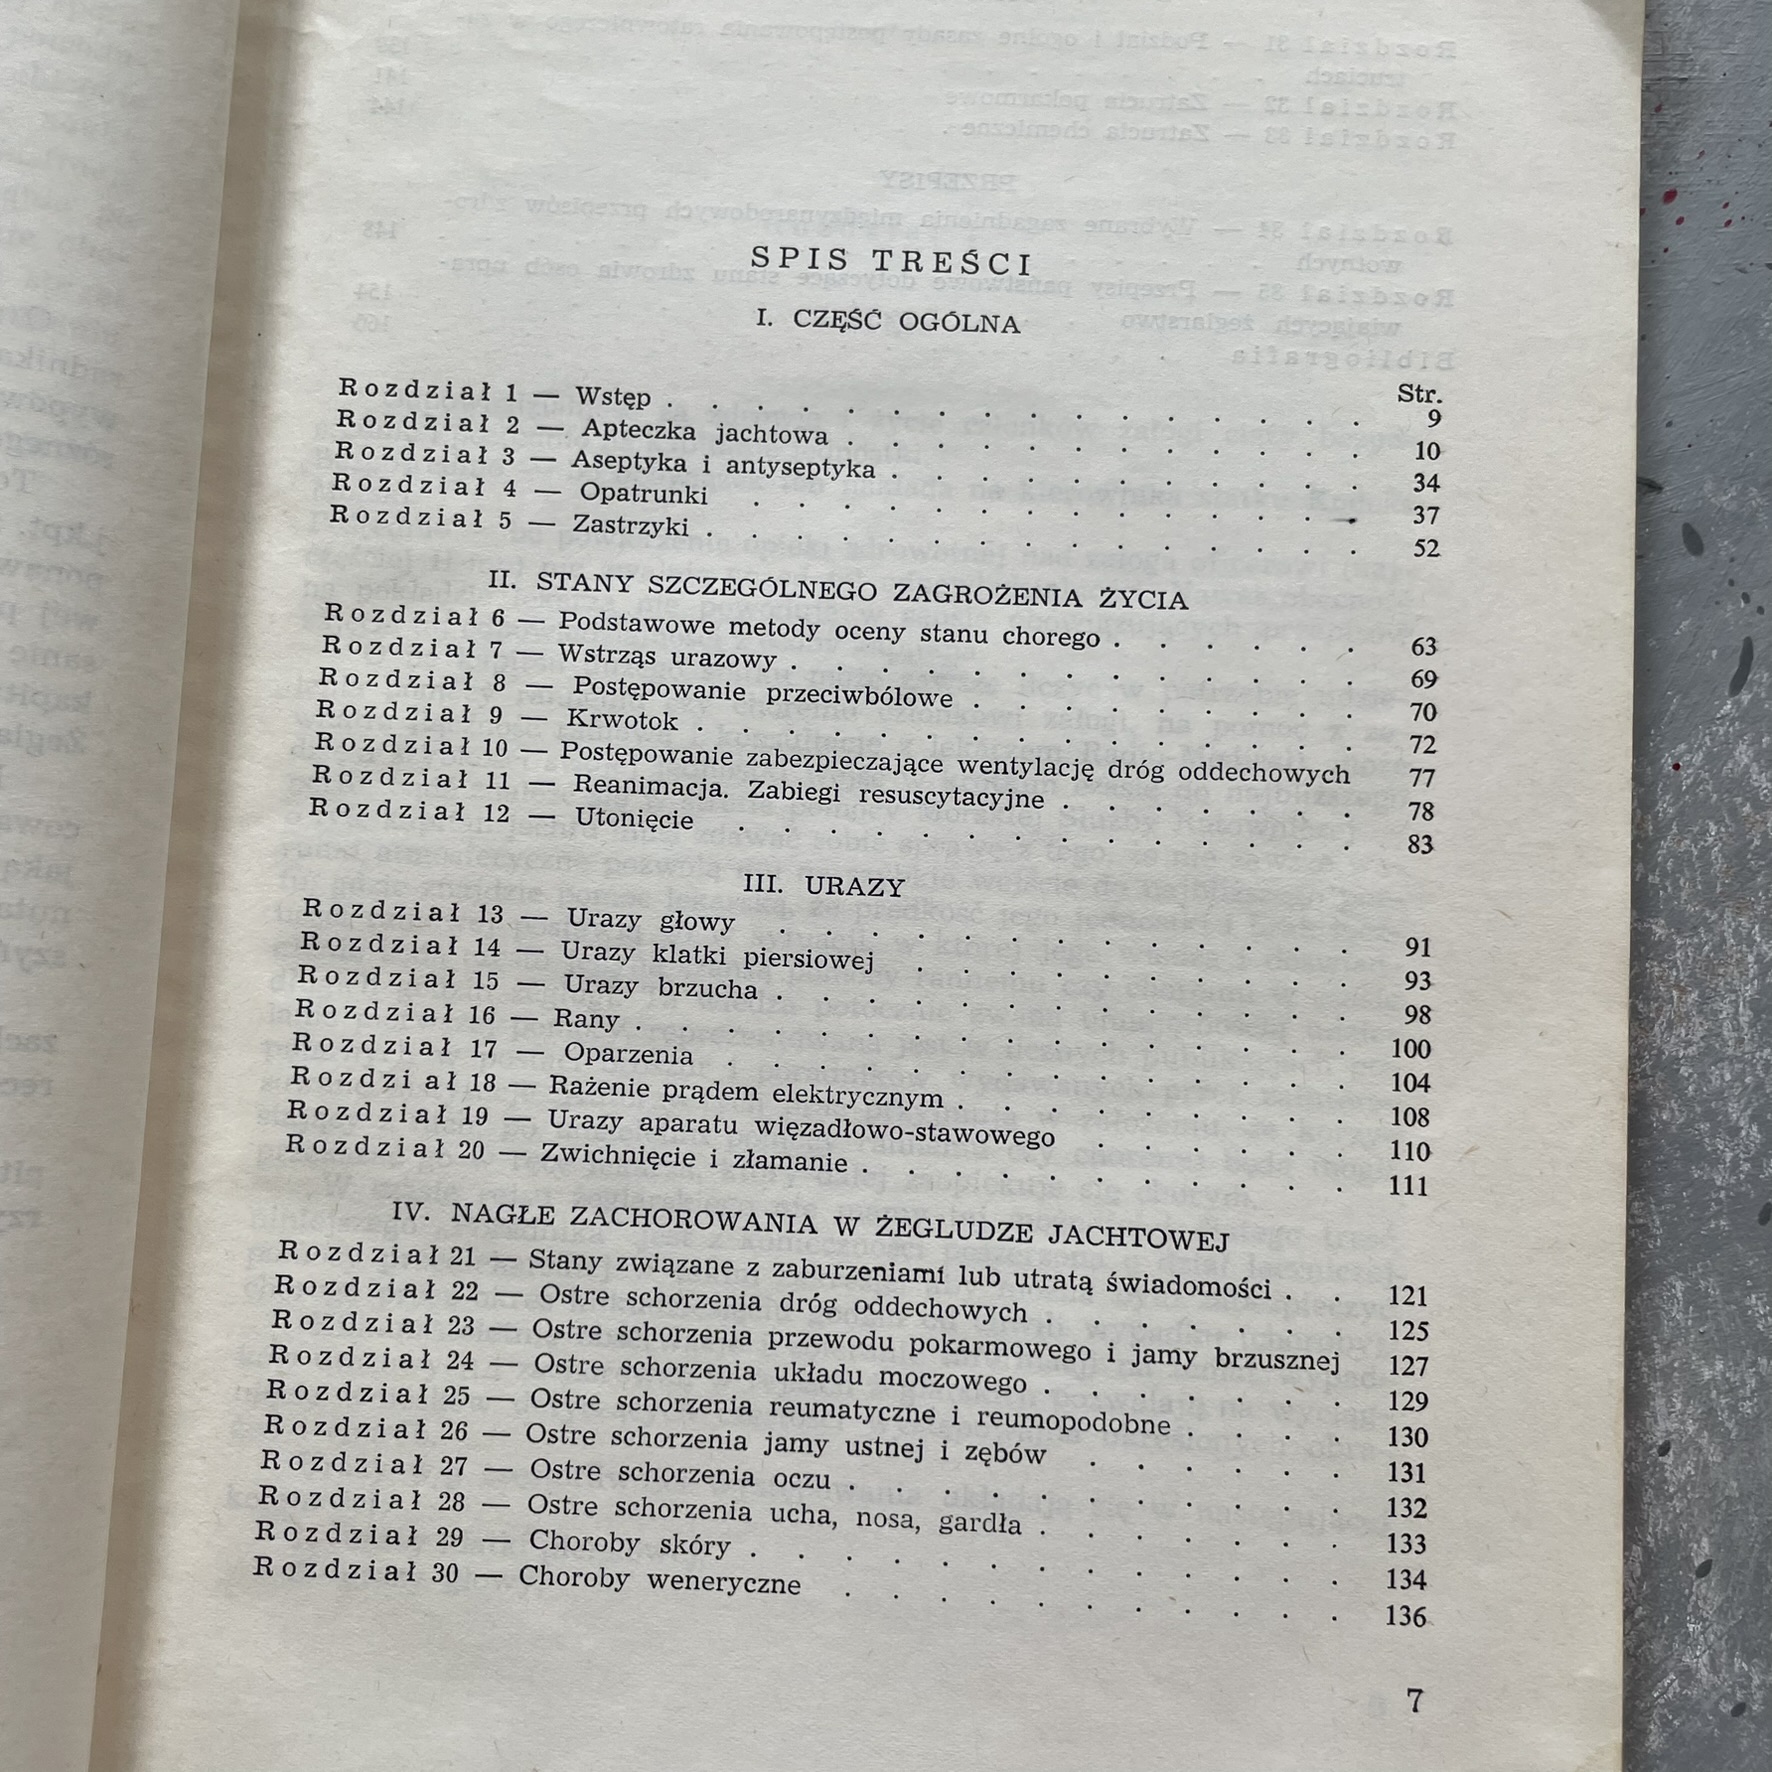 SPIS TREŚCI
I. CZĘŚĆ OGÓLNA
Str.
Rozdział 1 — Wstęp . . . . . . . . . . . . . . . . 9
Rozdział 2 — Apteczka jachtowa . . . . . . . . . . . . 10
Rozdział 3 — Aseptyka i antyseptyka . . . . . . . . . . . 34
Rozdział 4 — Opatrunki . . . . . . . . . . . . . . 37
Rozdział 5 — Zastrzyki . . . . . . . . . . . . . . . 52
II. STANY SZCZEGÓLNEGO ZAGROŻENIA ŻYCIA
Rozdział 6 — Podstawowe metody oceny stanu chorego . . . . . . 63
Rozdział 7 — Wstrząs urazowy . . . . . . . . . . . . . 69
Rozdział 8 — Postępowanie przeciwbólowe . . . . . . . . . 70
Rozdział 9 — Krwotok . . . . . . . . . . . . . . . 72
Rozdział 10 — Postępowanie zabezpieczające wentylację dróg oddechowych 77
Rozdział 11 — Reanimacja. Zabiegi resuscytacyjne . . . . . . . 78
Rozdział 12 — Utonięcie . . . . . . . . . . . . . . 83
III. URAZY
Rozdział 13 — Urazy głowy . . . . . . . . . . . . . 91
Rozdział 14 — Urazy klatki piersiowej . . . . . . . . . . 93
Rozdział 15 — Urazy brzucha . . . . . . . . . . . . . 98
Rozdział 16 — Rany . . . . . . . . . . . . . . . . 100
Rozdział 17 — Oparzenia . . . . . . . . . . . . . . 104
Rozdzi ał 18 — Rażenie prądem elektrycznym . . . . . . . . . 108
Rozdział 19 — Urazy aparatu więzadłowo-stawowego . . . . . . 110
Rozdział 20 — Zwichnięcie i złamanie . . . . . . . . . . . 111
IV. NAGŁE ZACHOROWANIA W ŻEGLUDZE JACHTOWEJ
Rozdział 21 — Stany związane z zaburzeniami lub utratą świadomości . . 121
Rozdział 22 — Ostre schorzenia dróg oddechowych . . . . . . . 125
Rozdział 23 — Ostre schorzenia przewodu pokarmowego i jamy brzusznej 127
Rozdział 24 — Ostre schorzenia układu moczowego . . . . . . . 129
Rozdział 25 — Ostre schorzenia reumatyczne i reumopodobne . . . . 130
Rozdział 26 — Ostre schorzenia jamy ustnej i zębów . . . . . . 131
Rozdział 27 — Ostre schorzenia oczu . . . . . . . . . . . 132
Rozdział 28 — Ostre schorzenia ucha, nosa, gardła . . . . . . . 133
Rozdział 29 — Choroby skóry . . . . . . . . . . . . . 134
Rozdział 30 — Choroby weneryczne . . . . . . . . . . . 136
7